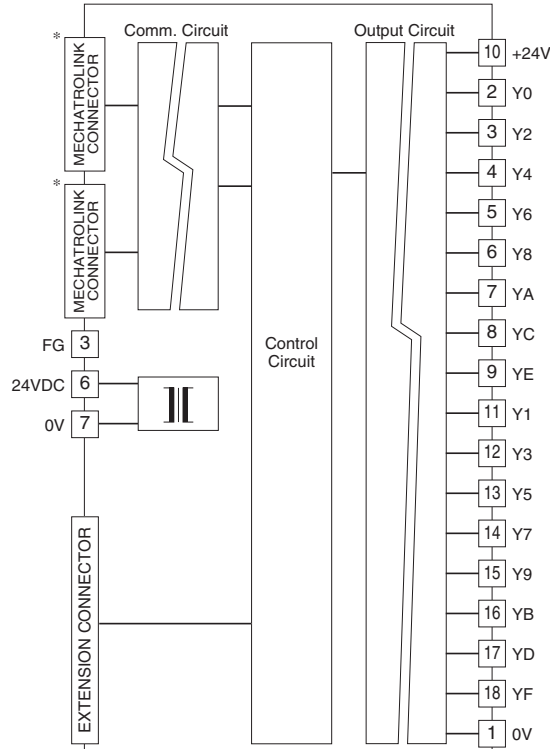 Comm. Circuit
Output Circuit
*
MECHATROLINK
CONNECTOR
*
MECHATROLINK
CONNECTOR
FG 3
24VDC 6
0V 7
EXTENSION CONNECTOR
Control
Circuit
10 +24V
2 Y0
3 Y2
4 Y4
5 Y6
6 Y8
7 YA
8 YC
9 YE
11 Y1
12 Y3
13 Y5
14 Y7
15 Y9
16 YB
17 YD
18 YF
1 0V